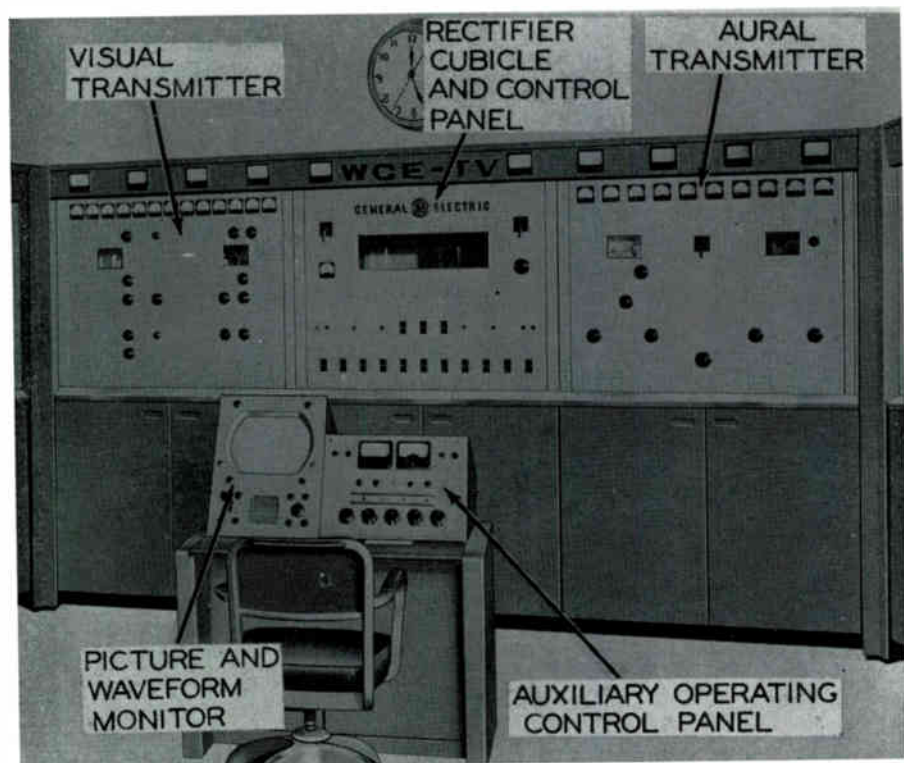 VISUAL
TRANSMITTER
RECTIFIER
CUBICLE
AND CONTROL
PANEL
AURAL
TRANSMITTER
WCE-TV
GENERAL GE ELECTRIC
PICTURE AND
WAVEFORM
MONITOR
AUXILIARY OPERATING
CONTROL PANEL